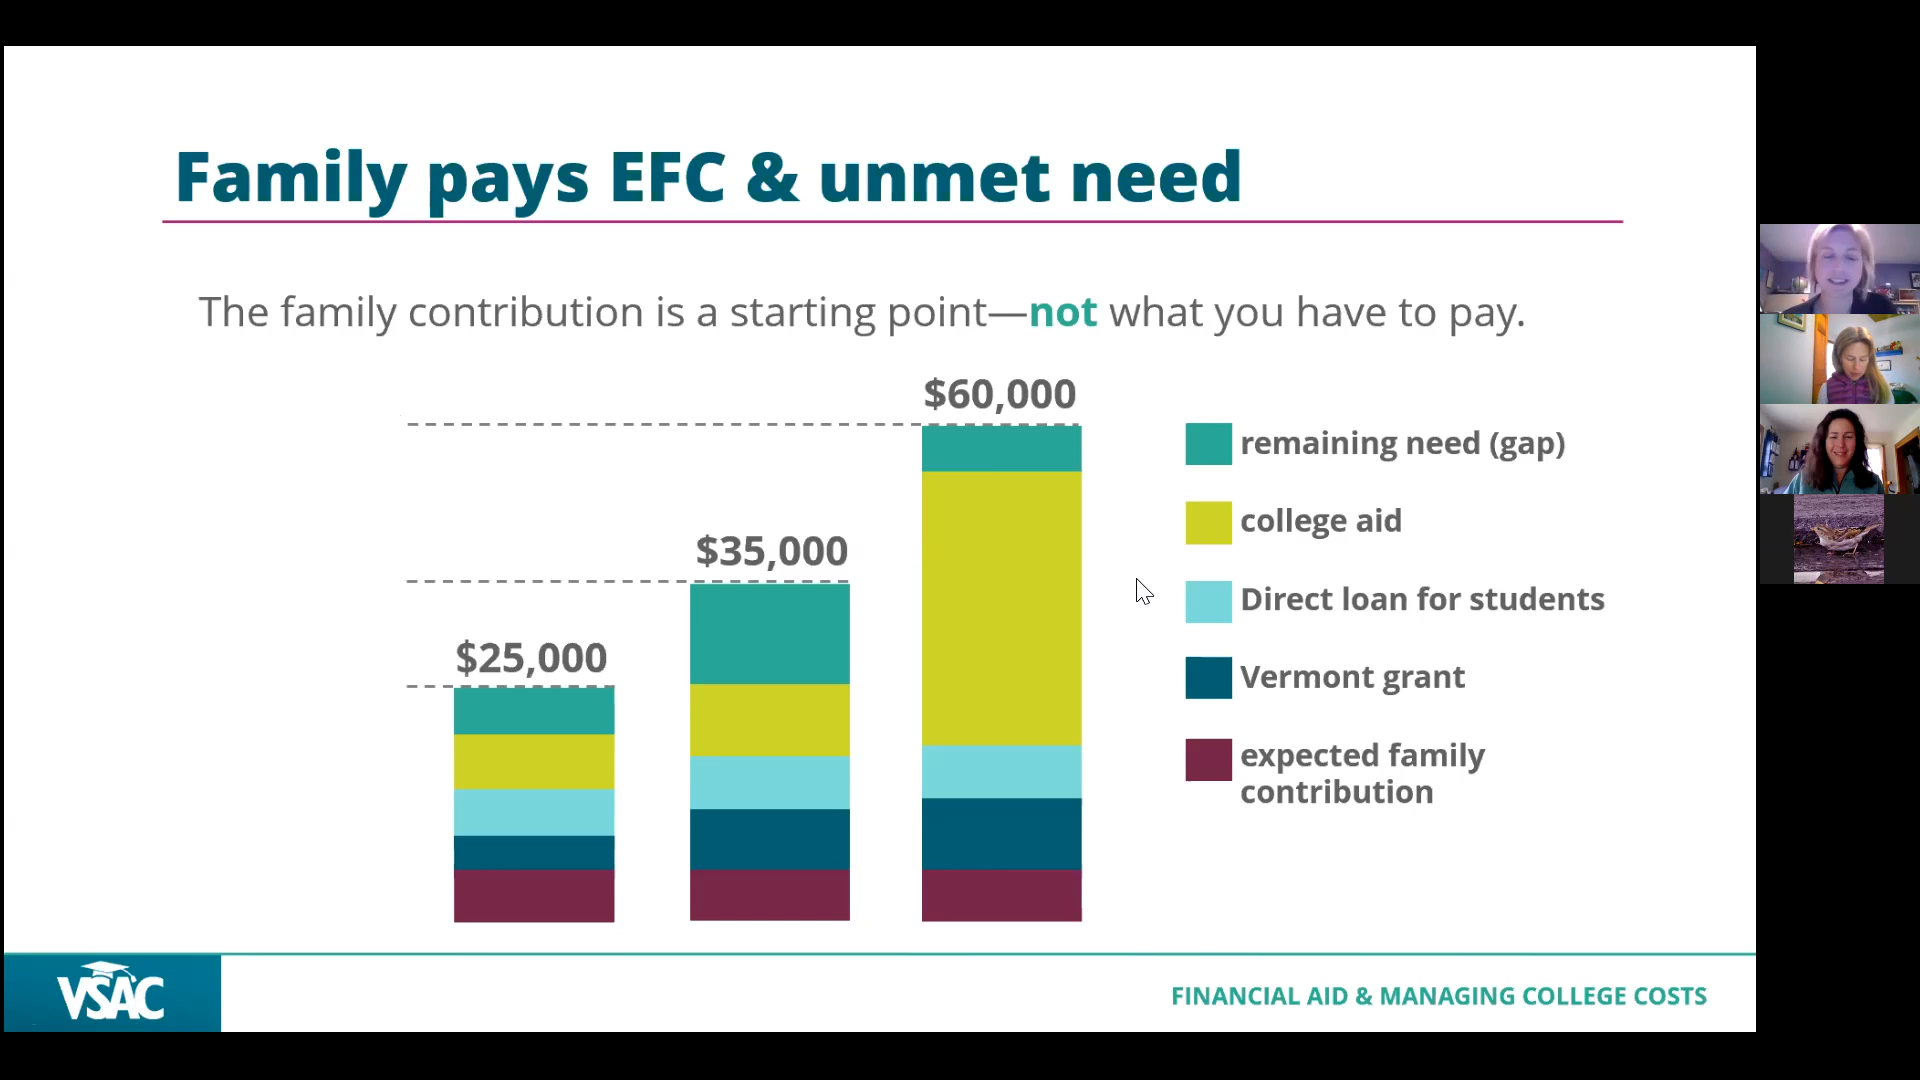 Family pays EFC & unmet need
The family contribution is a starting point—not what you have to pay.
$60,000
$35,000
$25,000
remaining need (gap)
college aid
Direct loan for students
Vermont grant
expected family
contribution
VSAC
FINANCIAL AID & MANAGING COLLEGE COSTS